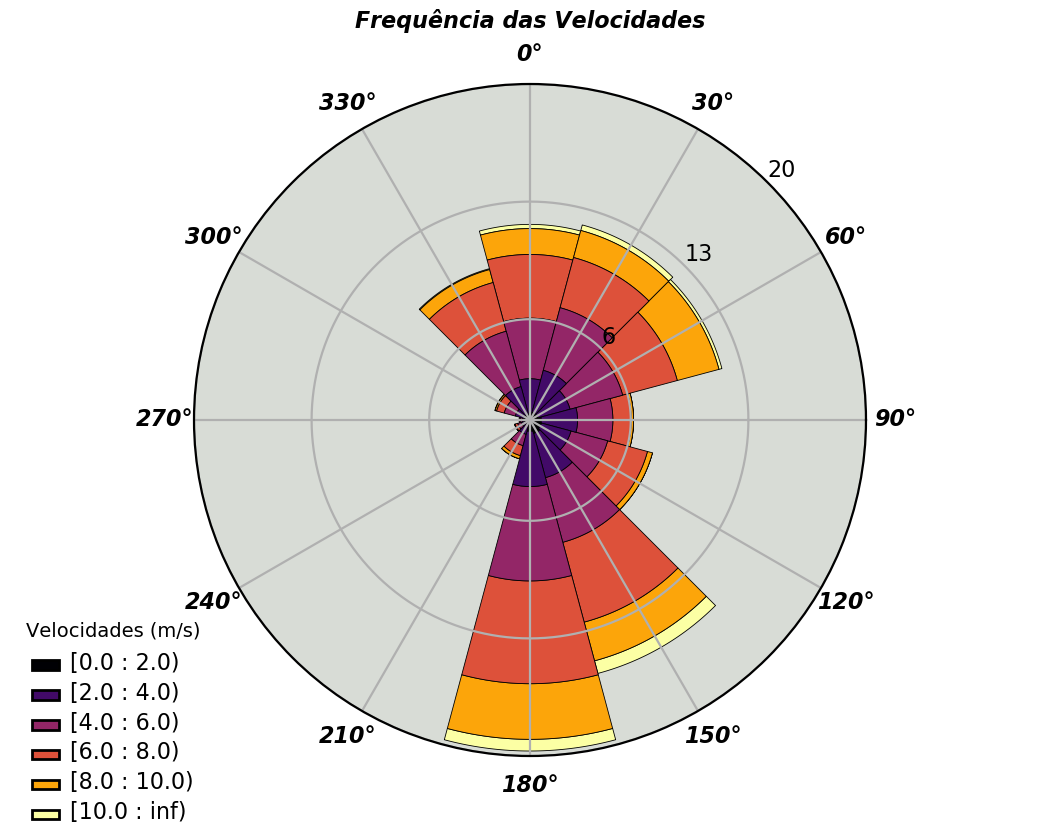 Frequência das Velocidades
0°
330°
30°
20
300°
60°
13
6
270°
90°
240°
120°
210°
150°
180°
Velocidades (m/s)
[0.0 : 2.0)
[2.0 : 4.0)
[4.0 : 6.0)
[6.0 : 8.0)
[8.0 : 10.0)
[10.0 : inf)